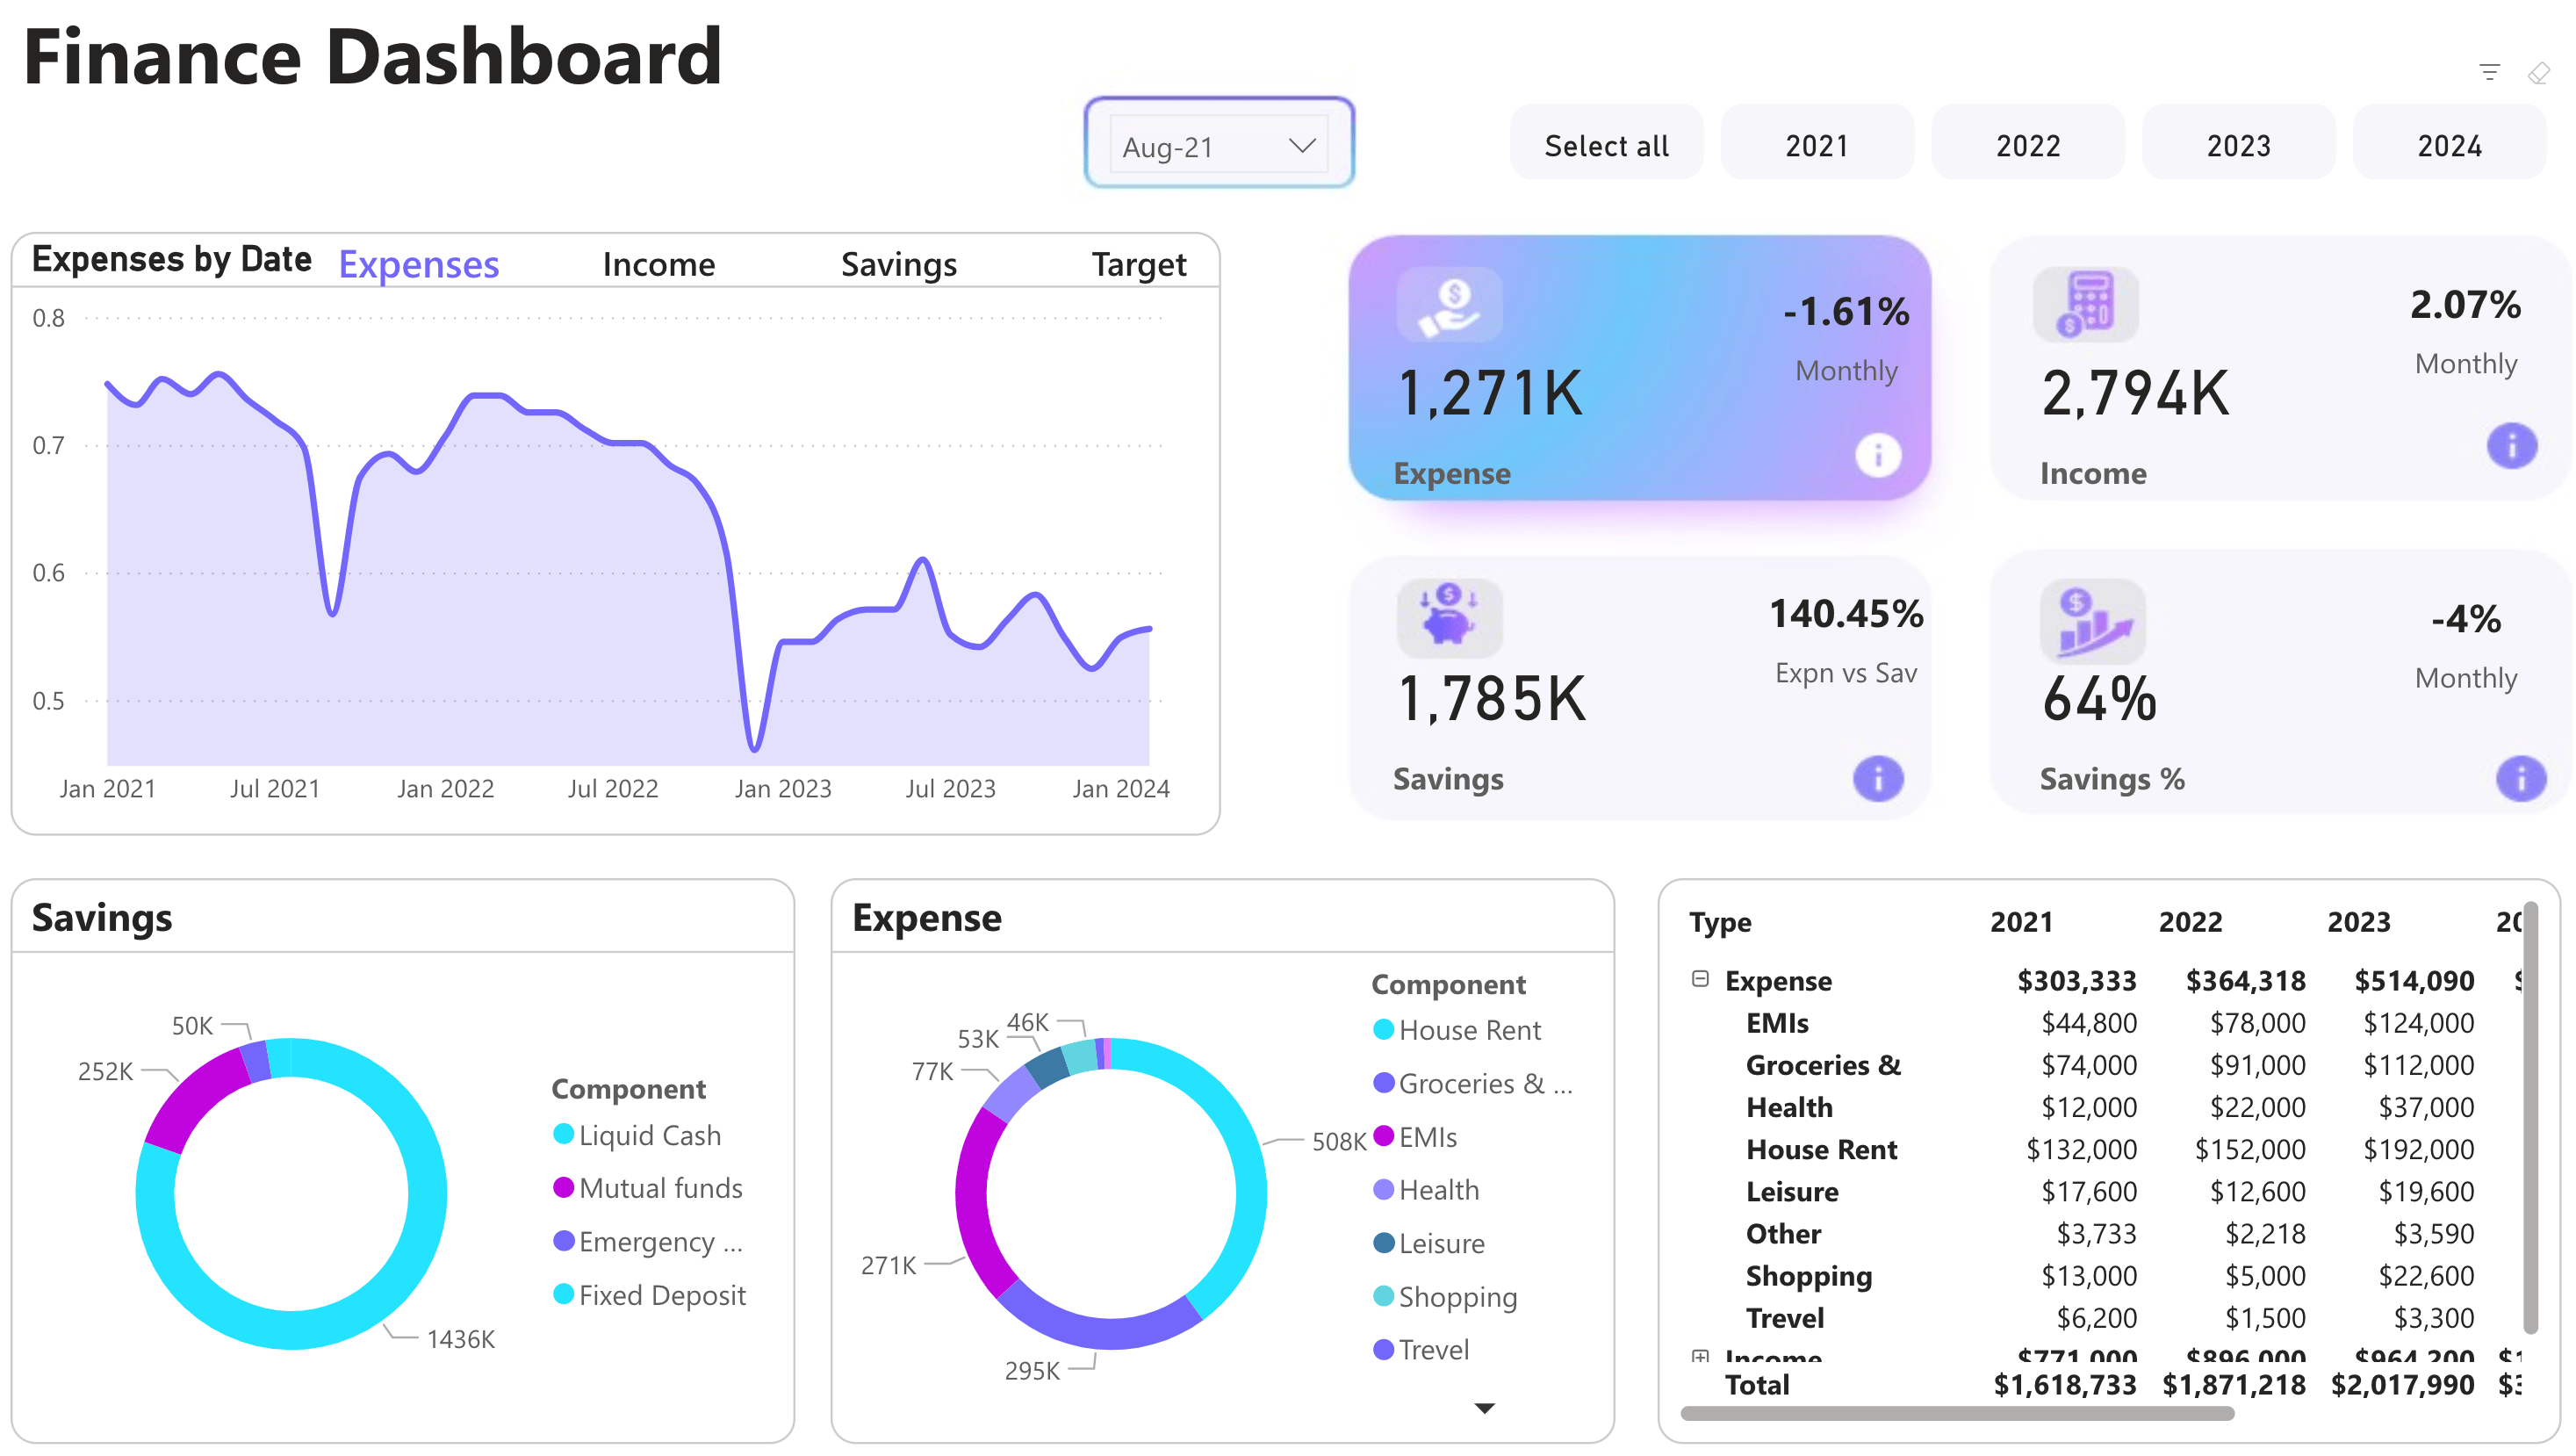 Finance Dashboard
Aug-21
Select all 2021 2022 2023 2024
Expenses by Date Expenses Income Savings Target
0.8
0.7
0.6
0.5
Jan 2021 Jul 2021 Jan 2022 Jul 2022 Jan 2023 Jul 2023 Jan 2024
-1.61%
Monthly
1,271K
Expense
2.07%
Monthly
2,794K
Income
140.45%
Expn vs Sav
1,785K
Savings
-4%
Monthly
64%
Savings %
Savings
50K
252K
1436K
Component
Liquid Cash
Mutual funds
Emergency ...
Fixed Deposit
Expense
46K
53K
77K
508K
271K
295K
Component
House Rent
Groceries & ...
EMIs
Health
Leisure
Shopping
Trevel
Type 2021 2022 2023
Expense $303,333 $364,318 $514,090
EMIs $44,800 $78,000 $124,000
Groceries & $74,000 $91,000 $112,000
Health $12,000 $22,000 $37,000
House Rent $132,000 $152,000 $192,000
Leisure $17,600 $12,600 $19,600
Other $3,733 $2,218 $3,590
Shopping $13,000 $5,000 $22,600
Trevel $6,200 $1,500 $3,300
Income $771,000 $896,000 $964,200
Total $1,618,733 $1,871,218 $2,017,990